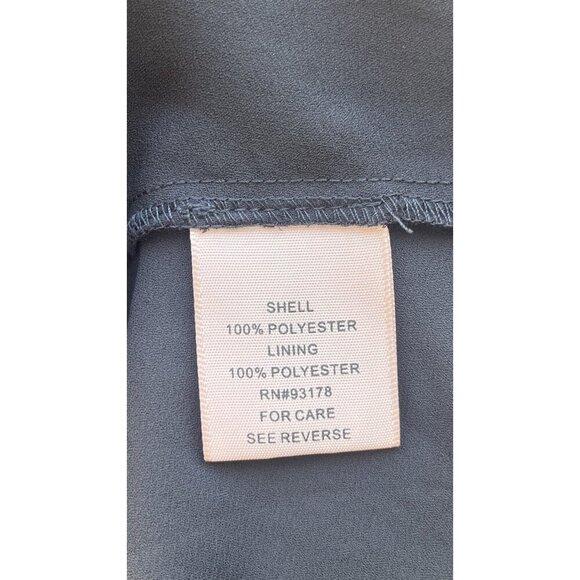 SHELL
100% POLYESTER
LINING
100% POLYESTER
RN#93178
FOR CARE
SEE REVERSE